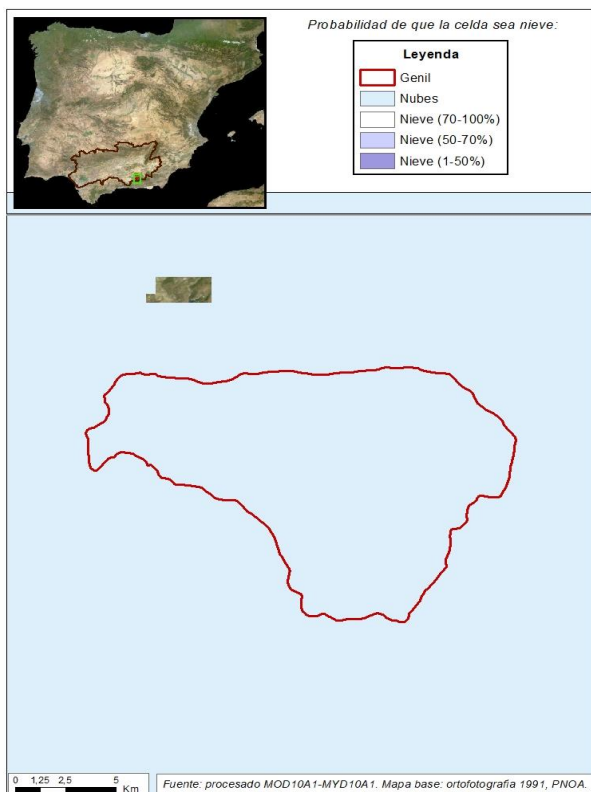 Probabilidad de que la celda sea nieve:
Leyenda
Genil
Nubes
Nieve (70-100%)
Nieve (50-70%)
Nieve (1-50%)
0 1,25 2,5 5
Km
Fuente: procesado MOD10A1-MYD10A1. Mapa base: ortofotografia 1991, PNOA.